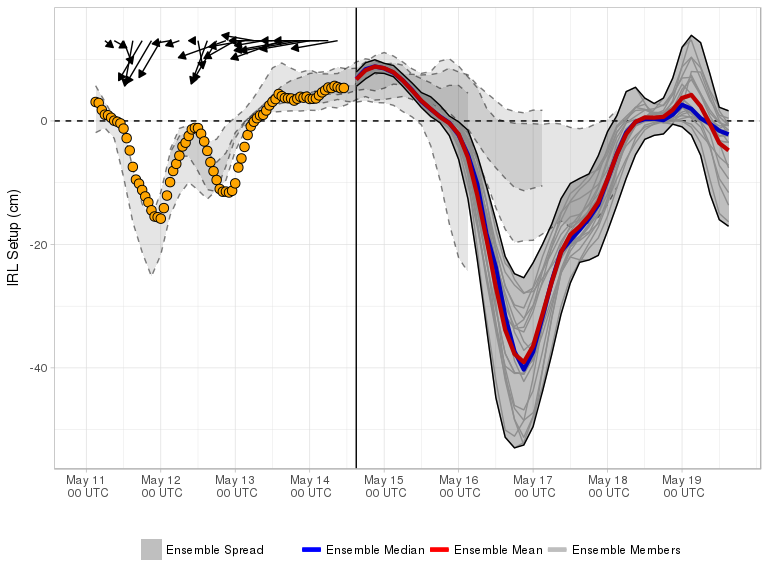 IRL Setup (cm)
0
-20
-40
May 11 May 12 May 13 May 14 May 15 May 16 May 17 May 18 May 19
00 UTC 00 UTC 00 UTC 00 UTC 00 UTC 00 UTC 00 UTC 00 UTC 00 UTC
Ensemble Spread Ensemble Median Ensemble Mean Ensemble Members